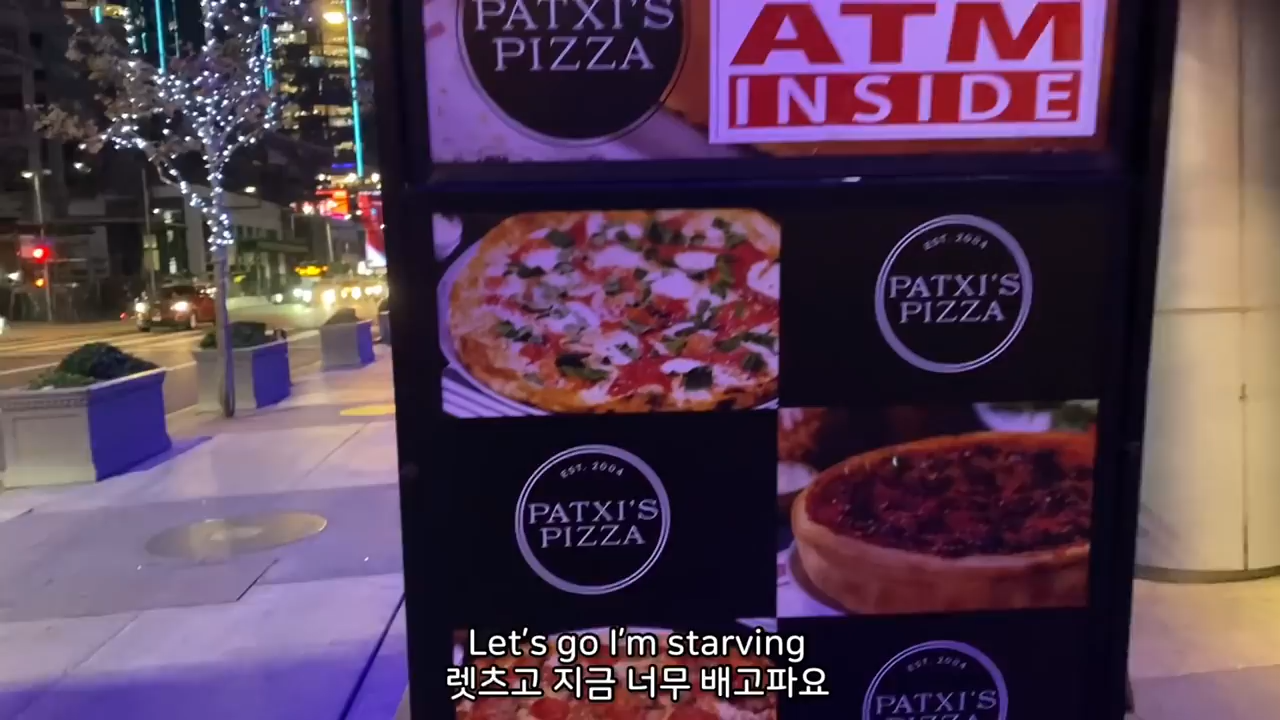 PATXI'S
PIZZA
ATM
INSIDE
EST. 2004
PATXI'S
PIZZA
EST. 2004
PATXI'S
PIZZA
EST. 2004
PATXI'S
PIZZA
Let's go I'm starving
렛츠고 지금 너무 배고파요